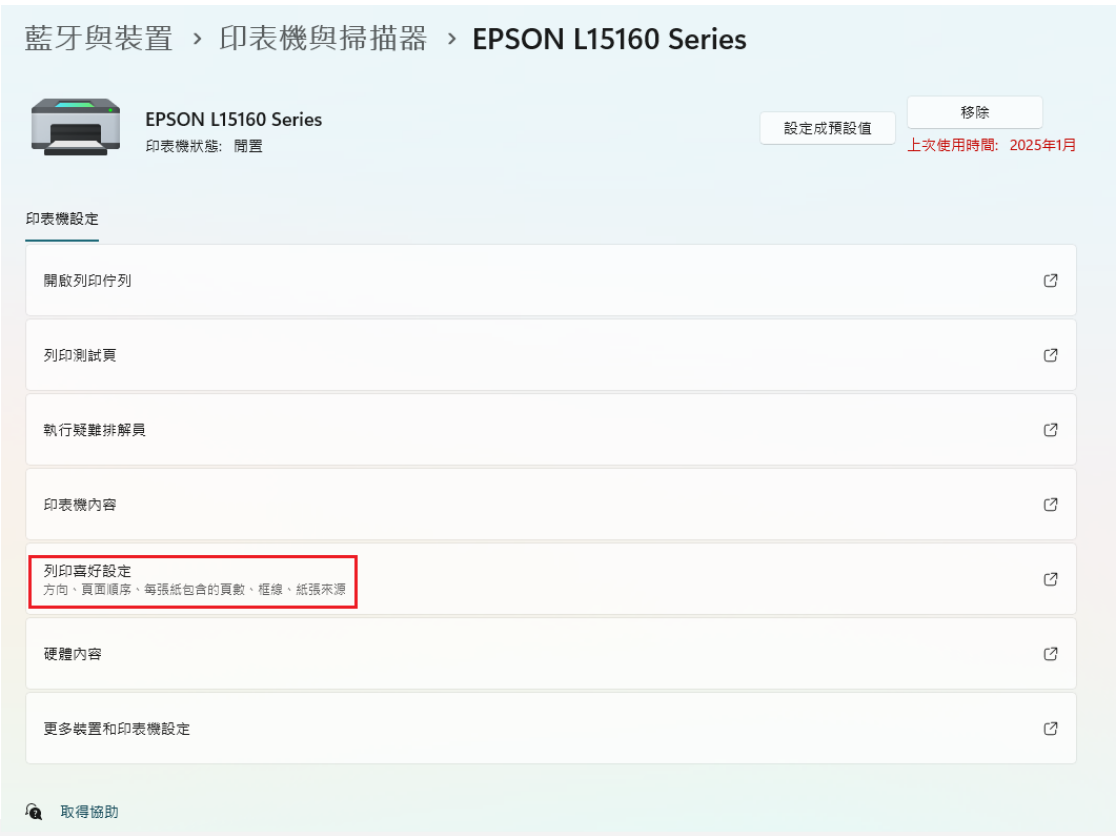 藍牙與裝置 › 印表機與掃描器 › EPSON L15160 Series
EPSON L15160 Series
印表機狀態: 閒置
設定成預設值
移除
上次使用時間: 2025年1月
印表機設定
開啟列印佇列
列印測試頁
執行疑難排解員
印表機內容
列印喜好設定
方向、頁面順序、每張紙包含的頁數、框線、紙張來源
硬體內容
更多裝置和印表機設定
取得協助